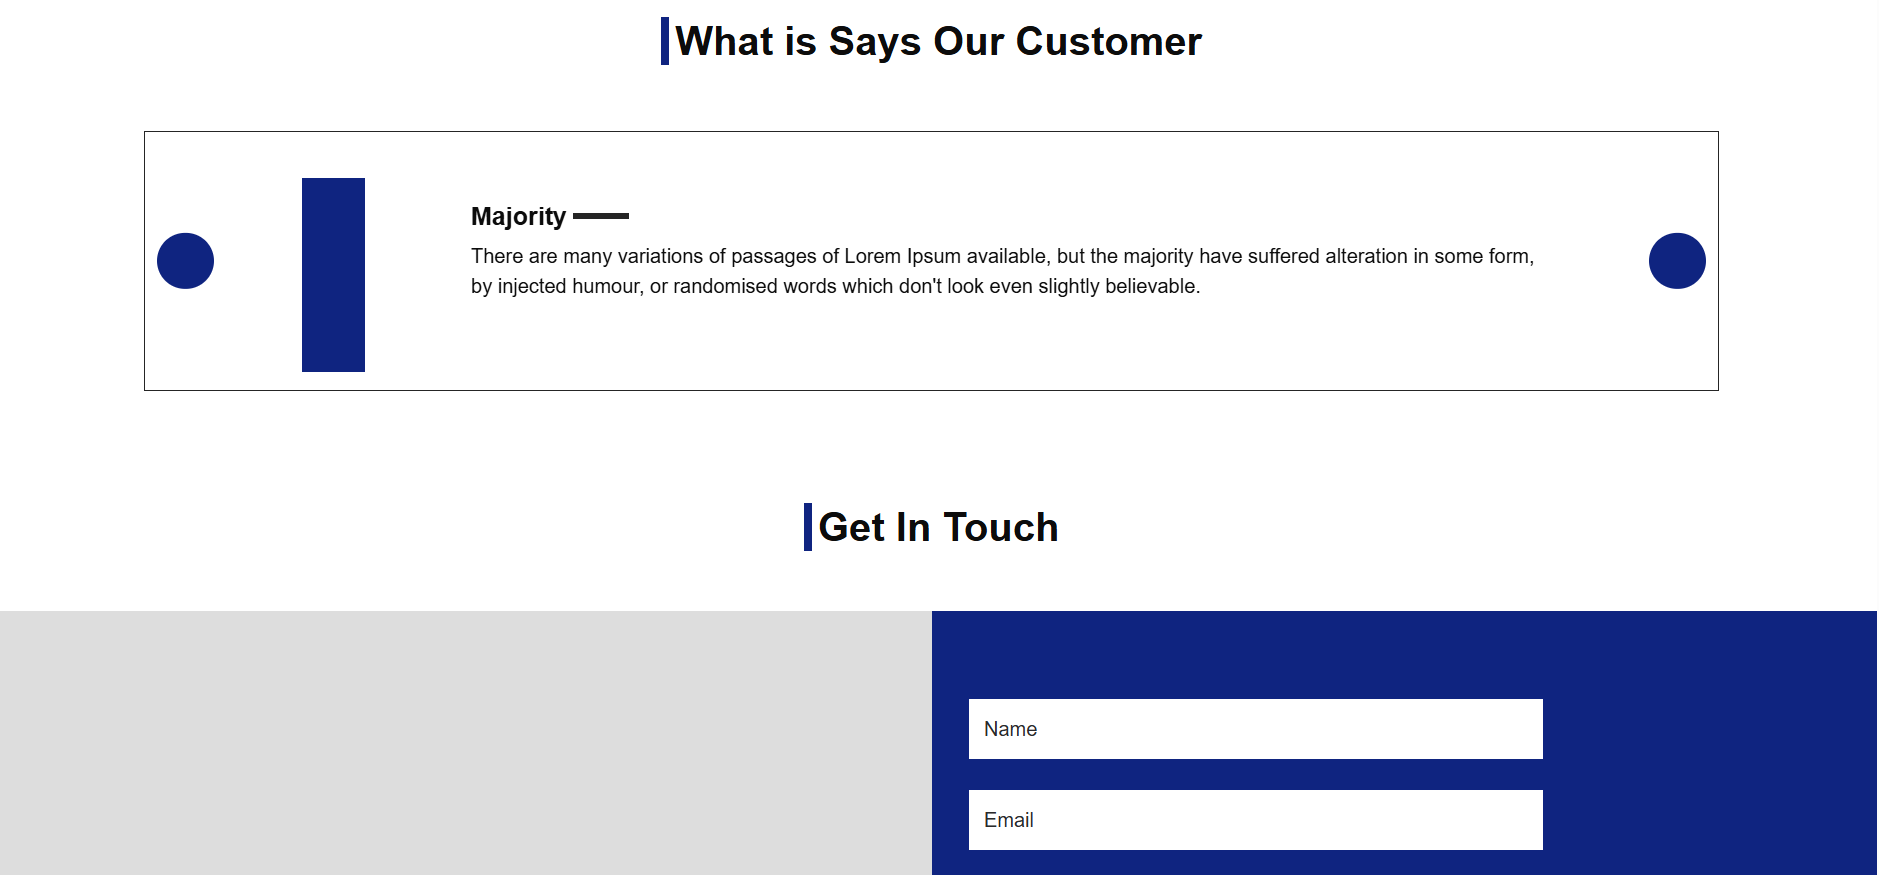 What is Says Our Customer
Majority
There are many variations of passages of Lorem Ipsum available, but the majority have suffered alteration in some form,
by injected humour, or randomised words which don't look even slightly believable.
Get In Touch
Name
Email